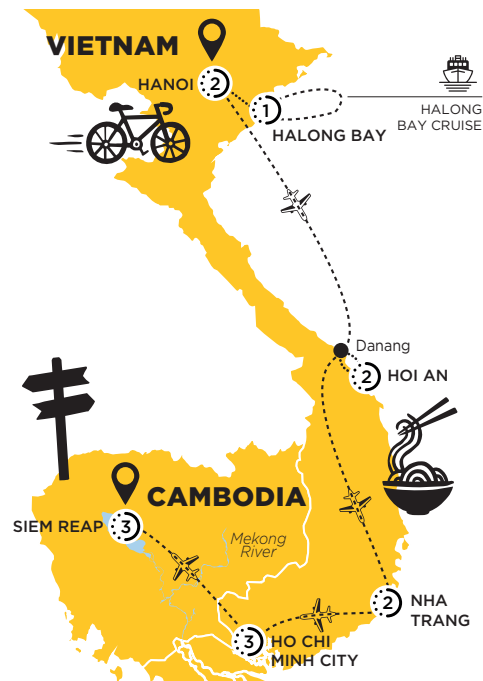 VIETNAM
HANOI
2
1
HALONG BAY
HALONG
BAY CRUISE
Danang
2
HOI AN
CAMBODIA
SIEM REAP
3
Mekong
River
2
NHA
TRANG
3
HO CHI
MINH CITY